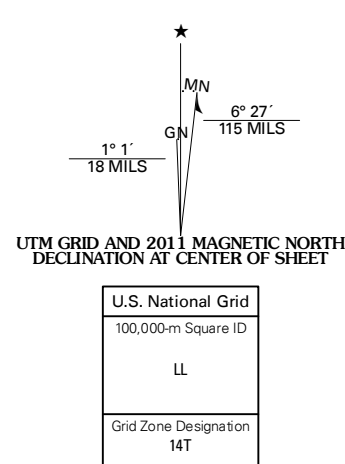 ★
MN
GN
6° 27´
115 MILS
1° 1´
18 MILS
UTM GRID AND 2011 MAGNETIC NORTH
DECLINATION AT CENTER OF SHEET
U.S. National Grid
100,000-m Square ID
LL
Grid Zone Designation
14T